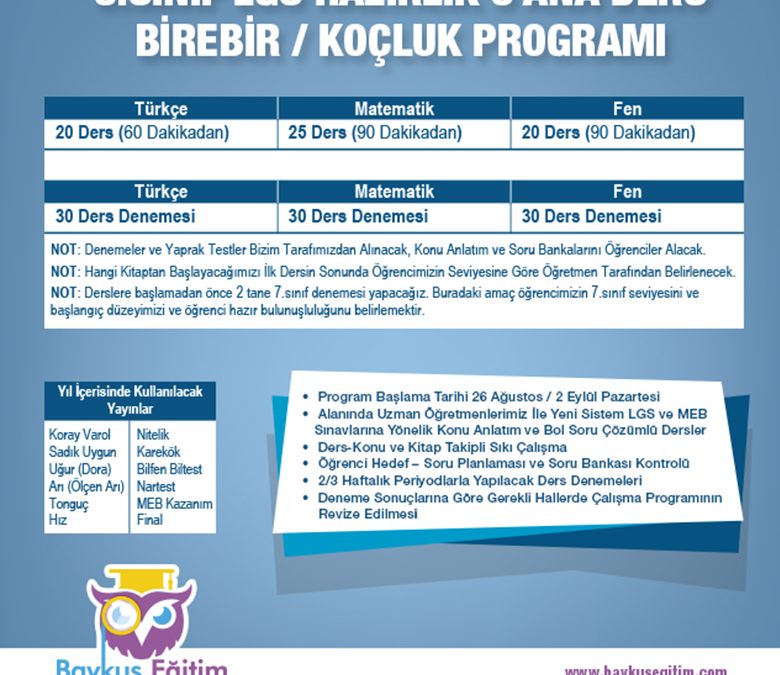 8.SINIF LGS HAZIRLIK 3 ANA DERS
BİREBİR / KOÇLUK PROGRAMI
Türkçe Matematik Fen
20 Ders (60 Dakikadan) 25 Ders (90 Dakikadan) 20 Ders (90 Dakikadan)
Türkçe Matematik Fen
30 Ders Denemesi 30 Ders Denemesi 30 Ders Denemesi
NOT: Denemeler ve Yaprak Testler Bizim Tarafımızdan Alınacak, Konu Anlatım ve Soru Bankalarını Öğrenciler Alacak.
NOT: Hangi Kitaptan Başlayacağımızı İlk Dersin Sonunda Öğrencimizin Seviyesine Göre Öğretmen Tarafından Belirlenecek.
NOT: Derslere başlamadan önce 2 tane 7.sınıf denemesi yapacağız. Buradaki amaç öğrencimizin 7.sınıf seviyesini ve
başlangıç düzeyimizi ve öğrenci hazır bulunuşluluğunu belirlemektir.
Yıl İçerisinde Kullanılacak
Yayınlar
Koray Varol Nitelik
Sadık Uygun Karekök
Uğur (Dora) Bilfen Biltest
Arı (Ölçen Arı) Nartest
Tonguç MEB Kazanım
Hız Final
• Program Başlama Tarihi 26 Ağustos / 2 Eylül Pazartesi
• Alanında Uzman Öğretmenlerimiz İle Yeni Sistem LGS ve MEB
Sınavlarına Yönelik Konu Anlatım ve Bol Soru Çözümlü Dersler
• Ders-Konu ve Kitap Takipli Sıkı Çalışma
• Öğrenci Hedef – Soru Planlaması ve Soru Bankası Kontrolü
• 2/3 Haftalık Periyodlarla Yapılacak Ders Denemeleri
• Deneme Sonuçlarına Göre Gerekli Hallerde Çalışma Programının
Revize Edilmesi
Baykuş Eğitim
www.baykusegitim.com